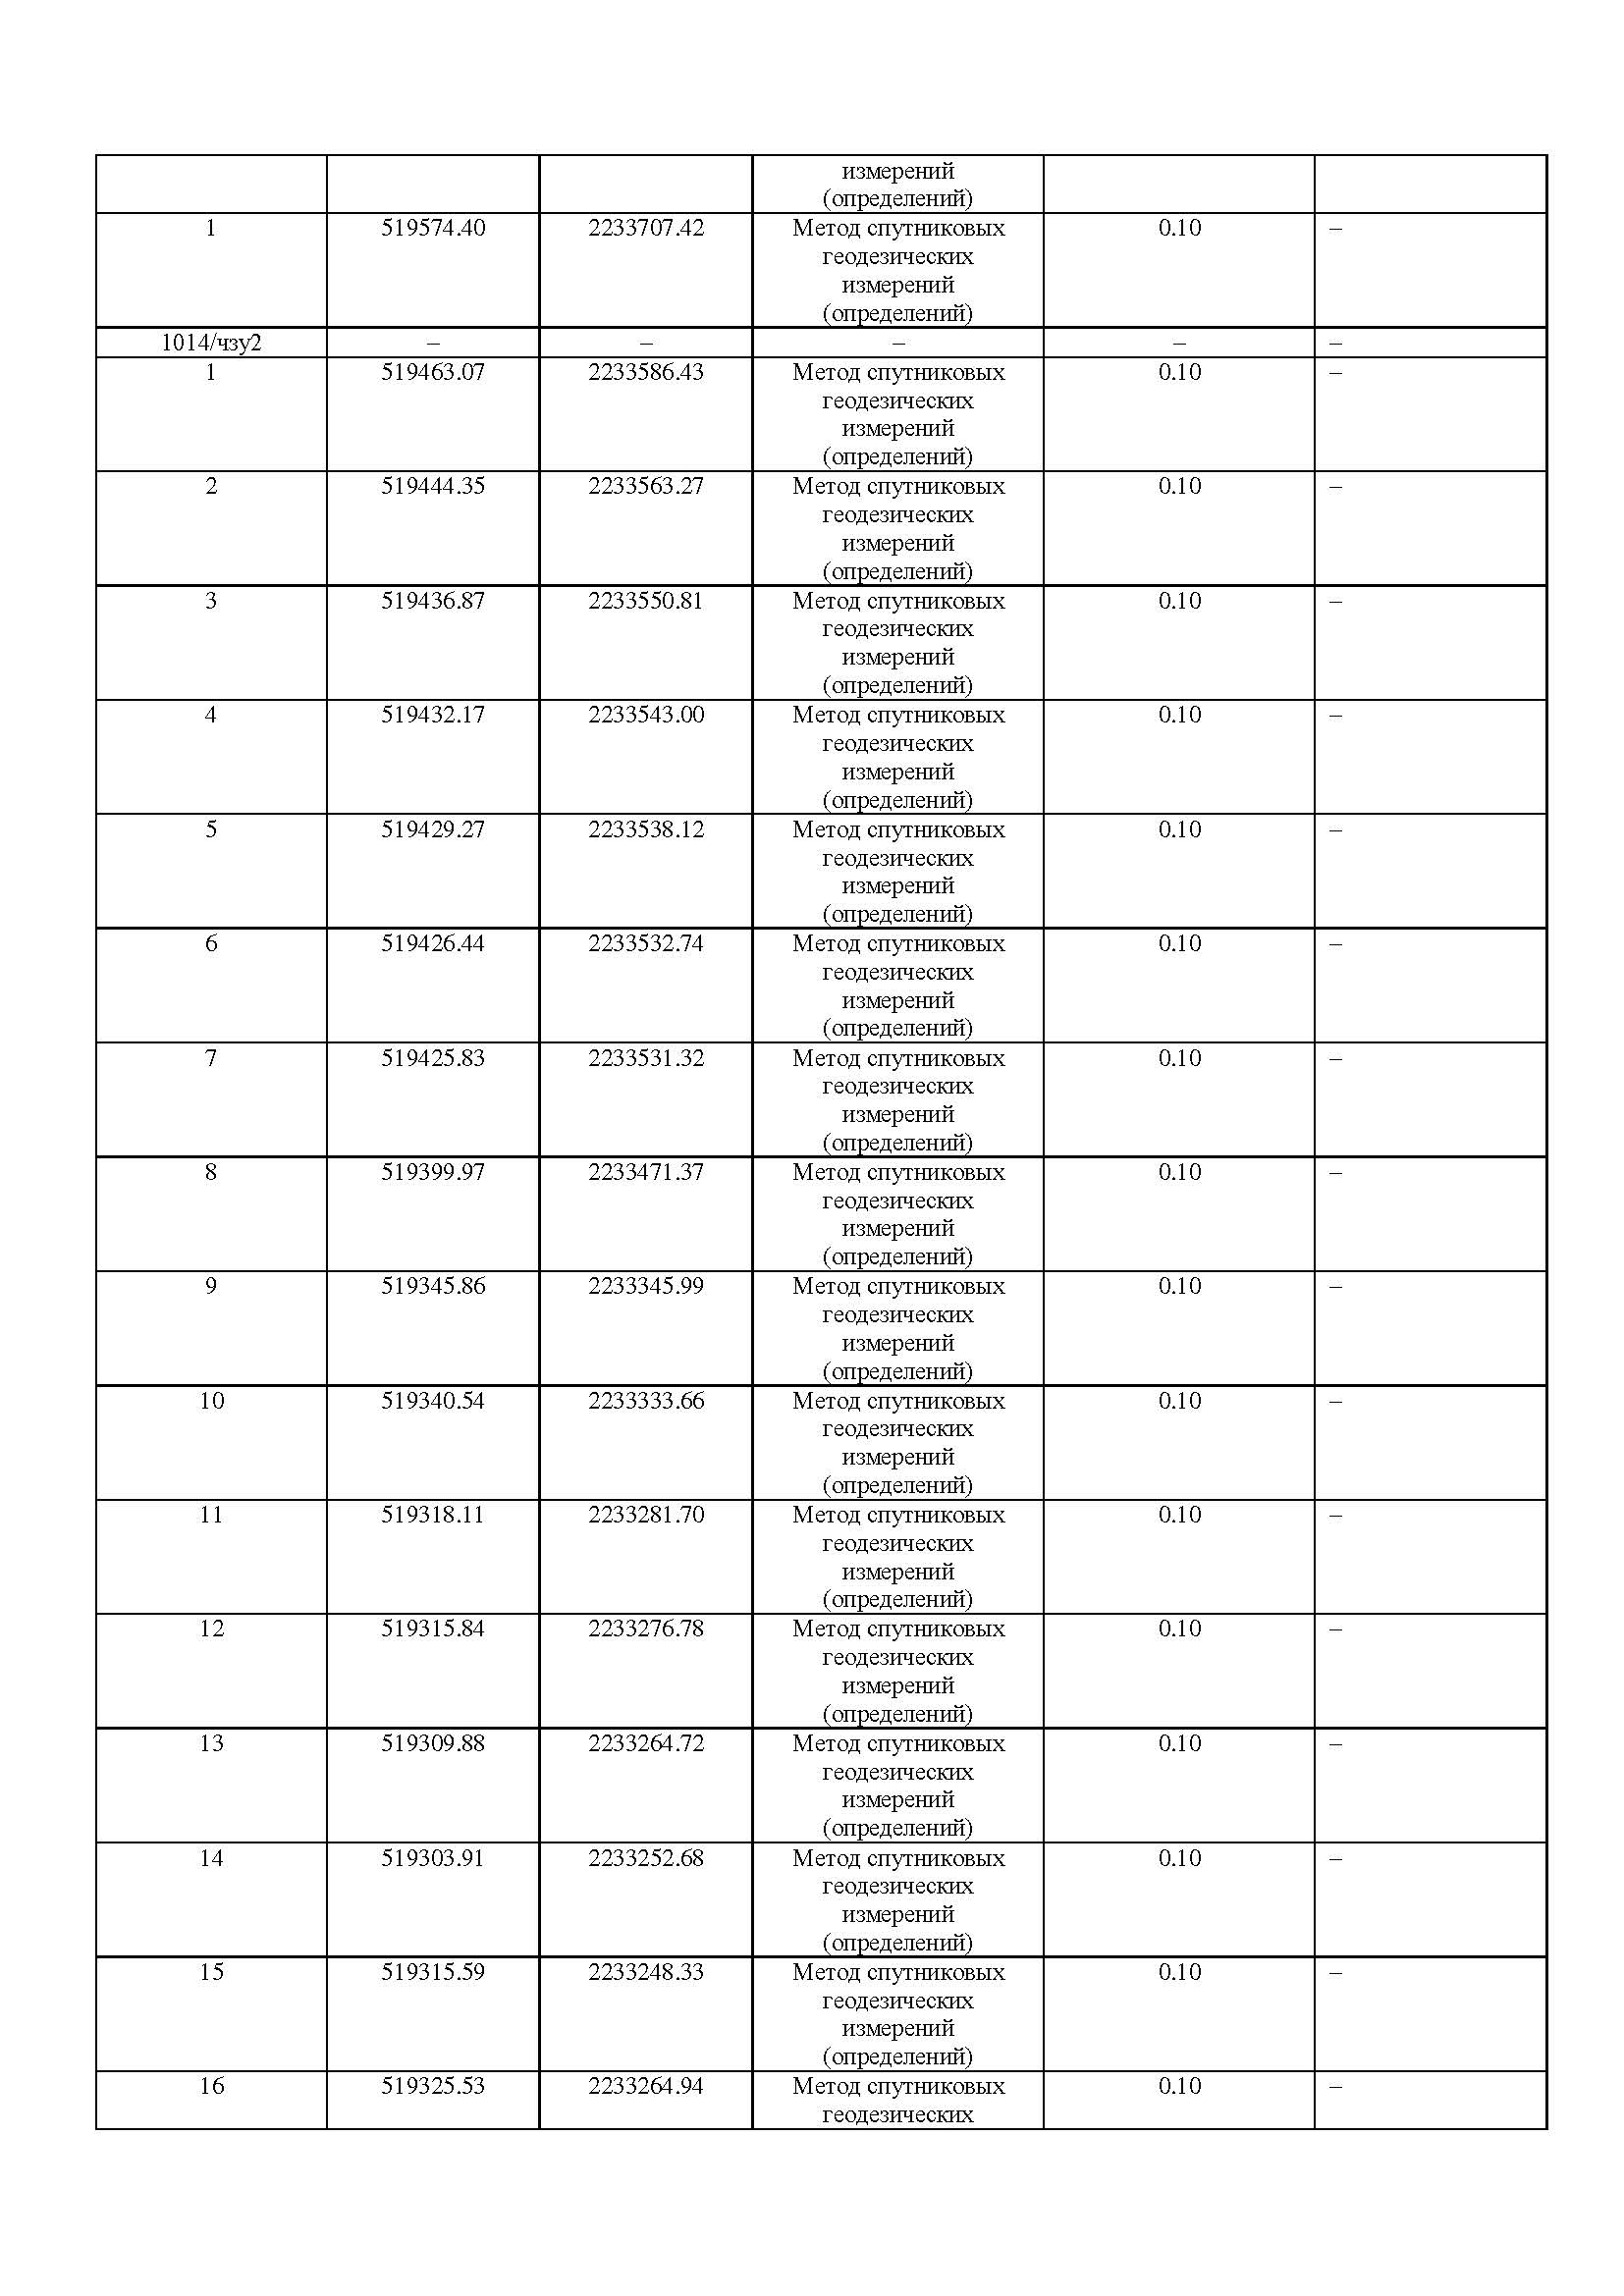 измерений
(определений)
1 519574.40 2233707.42 Метод спутниковых 0.10 –
геодезических
измерений
(определений)
1014/чзу2 – – – – –
1 519463.07 2233586.43 Метод спутниковых 0.10 –
геодезических
измерений
(определений)
2 519444.35 2233563.27 Метод спутниковых 0.10 –
геодезических
измерений
(определений)
3 519436.87 2233550.81 Метод спутниковых 0.10 –
геодезических
измерений
(определений)
4 519432.17 2233543.00 Метод спутниковых 0.10 –
геодезических
измерений
(определений)
5 519429.27 2233538.12 Метод спутниковых 0.10 –
геодезических
измерений
(определений)
6 519426.44 2233532.74 Метод спутниковых 0.10 –
геодезических
измерений
(определений)
7 519425.83 2233531.32 Метод спутниковых 0.10 –
геодезических
измерений
(определений)
8 519399.97 2233471.37 Метод спутниковых 0.10 –
геодезических
измерений
(определений)
9 519345.86 2233345.99 Метод спутниковых 0.10 –
геодезических
измерений
(определений)
10 519340.54 2233333.66 Метод спутниковых 0.10 –
геодезических
измерений
(определений)
11 519318.11 2233281.70 Метод спутниковых 0.10 –
геодезических
измерений
(определений)
12 519315.84 2233276.78 Метод спутниковых 0.10 –
геодезических
измерений
(определений)
13 519309.88 2233264.72 Метод спутниковых 0.10 –
геодезических
измерений
(определений)
14 519303.91 2233252.68 Метод спутниковых 0.10 –
геодезических
измерений
(определений)
15 519315.59 2233248.33 Метод спутниковых 0.10 –
геодезических
измерений
(определений)
16 519325.53 2233264.94 Метод спутниковых 0.10 –
геодезических